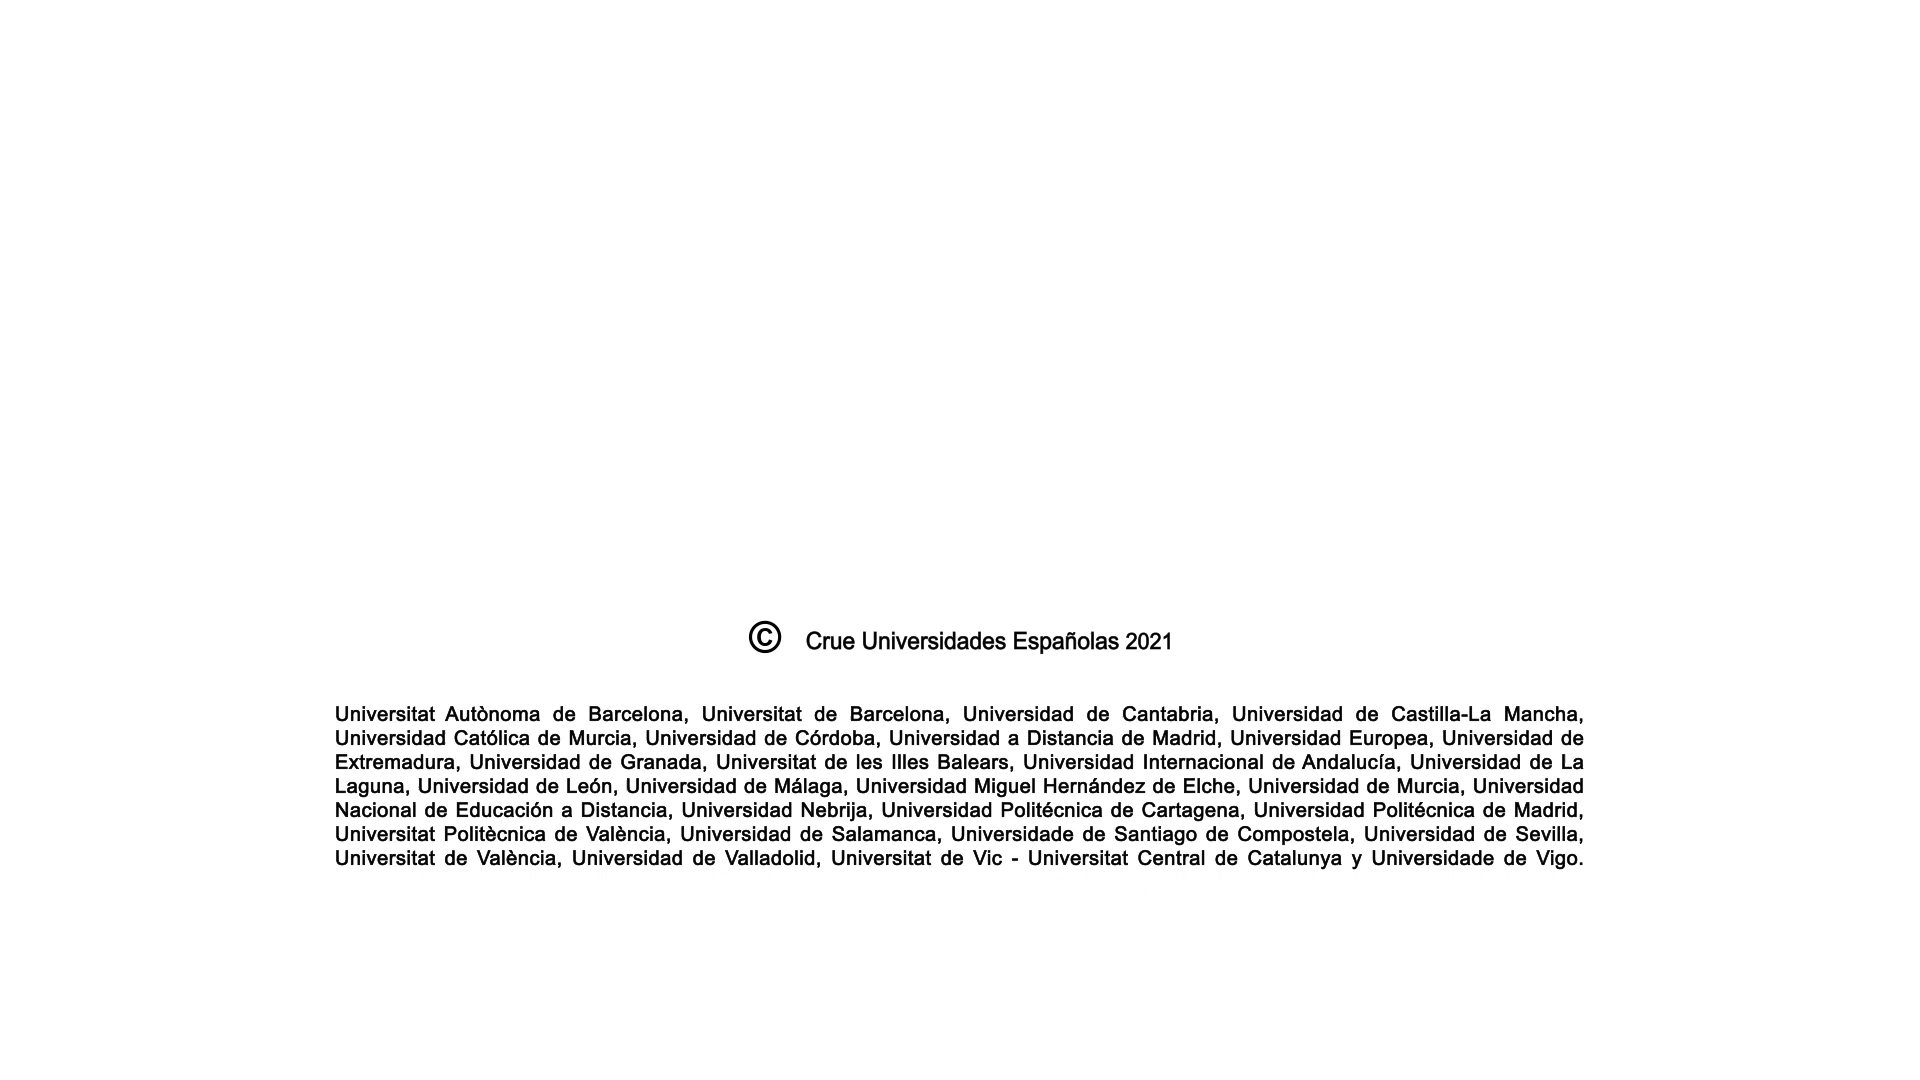 © Crue Universidades Españolas 2021
Universitat Autònoma de Barcelona, Universitat de Barcelona, Universidad de Cantabria, Universidad de Castilla-La Mancha,
Universidad Católica de Murcia, Universidad de Córdoba, Universidad a Distancia de Madrid, Universidad Europea, Universidad de
Extremadura, Universidad de Granada, Universitat de les Illes Balears, Universidad Internacional de Andalucía, Universidad de La
Laguna, Universidad de León, Universidad de Málaga, Universidad Miguel Hernández de Elche, Universidad de Murcia, Universidad
Nacional de Educación a Distancia, Universidad Nebrija, Universidad Politécnica de Cartagena, Universidad Politécnica de Madrid,
Universitat Politècnica de València, Universidad de Salamanca, Universidade de Santiago de Compostela, Universidad de Sevilla,
Universitat de València, Universidad de Valladolid, Universitat de Vic - Universitat Central de Catalunya y Universidade de Vigo.